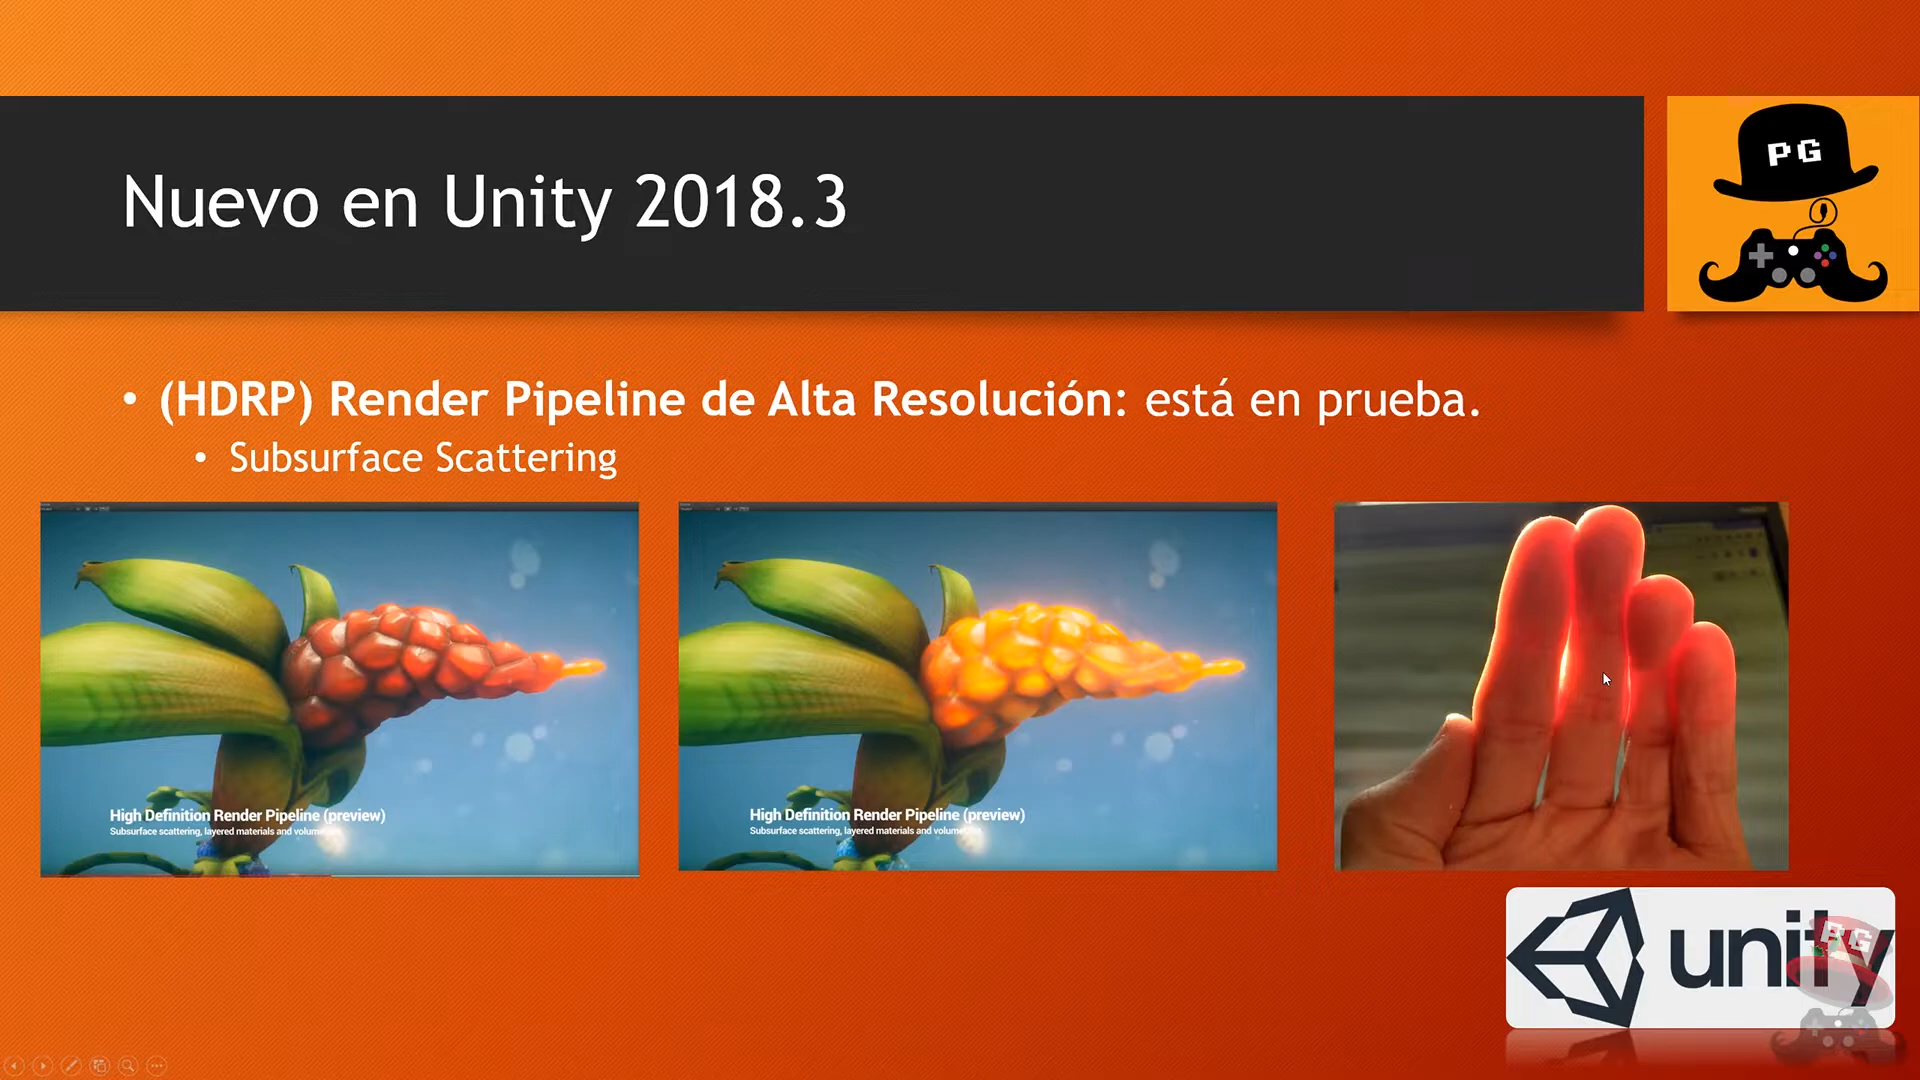 PG
Nuevo en Unity 2018.3
• (HDRP) Render Pipeline de Alta Resolución: está en prueba.
• Subsurface Scattering
High Definition Render Pipeline (preview)
Subsurface scattering, layered materials and
High Definition Render Pipeline (preview)
Subsurface scattering, layered materials and
unity
PG